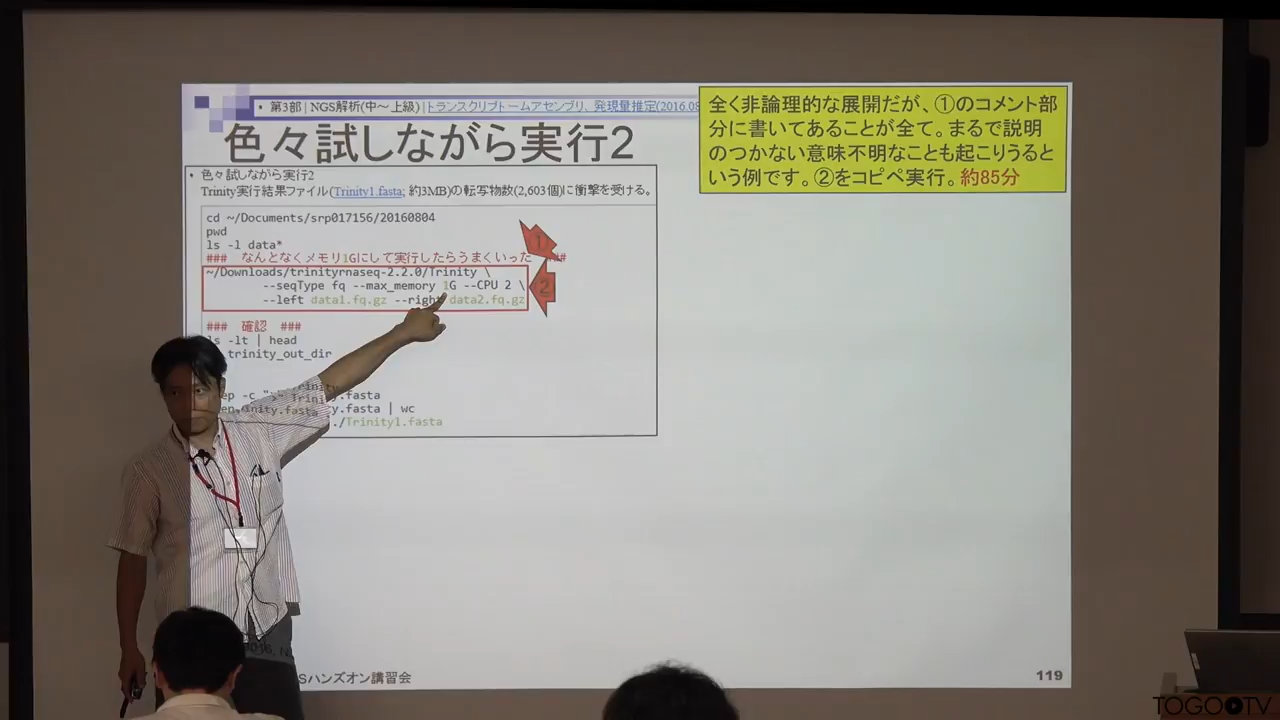 • 第3部 | NGS解析(中～上級) | トランスクリプトームアセンブリ、発現量推定(2016.08
色々試しながら実行2
全く非論理的な展開だが、①のコメント部
分に書いてあることが全て。まるで説明
のつかない意味不明なことも起こりうると
いう例です。②をコピペ実行。約85分
• 色々試しながら実行2
Trinity実行結果ファイル(Trinity1.fasta; 約3MB)の転写物数(2,603個)に衝撃を受ける。
cd ~/Documents/srp017156/20160804
pwd
ls -l data*
### なんとなくメモリ1Gにして実行したらうまくいった ##
~/Downloads/trinityrnaseq-2.2.0/Trinity \
--seqType fq --max_memory 1G --CPU 2 \
--left data1.fq.gz --right data2.fq.gz
①
②
### 確認 ###
ls -lt | head
trinity_out_dir
-c
y.fasta
y.fasta | wc
./Trinity1.fasta
Sハンズオン講習会
119
TOGOTV